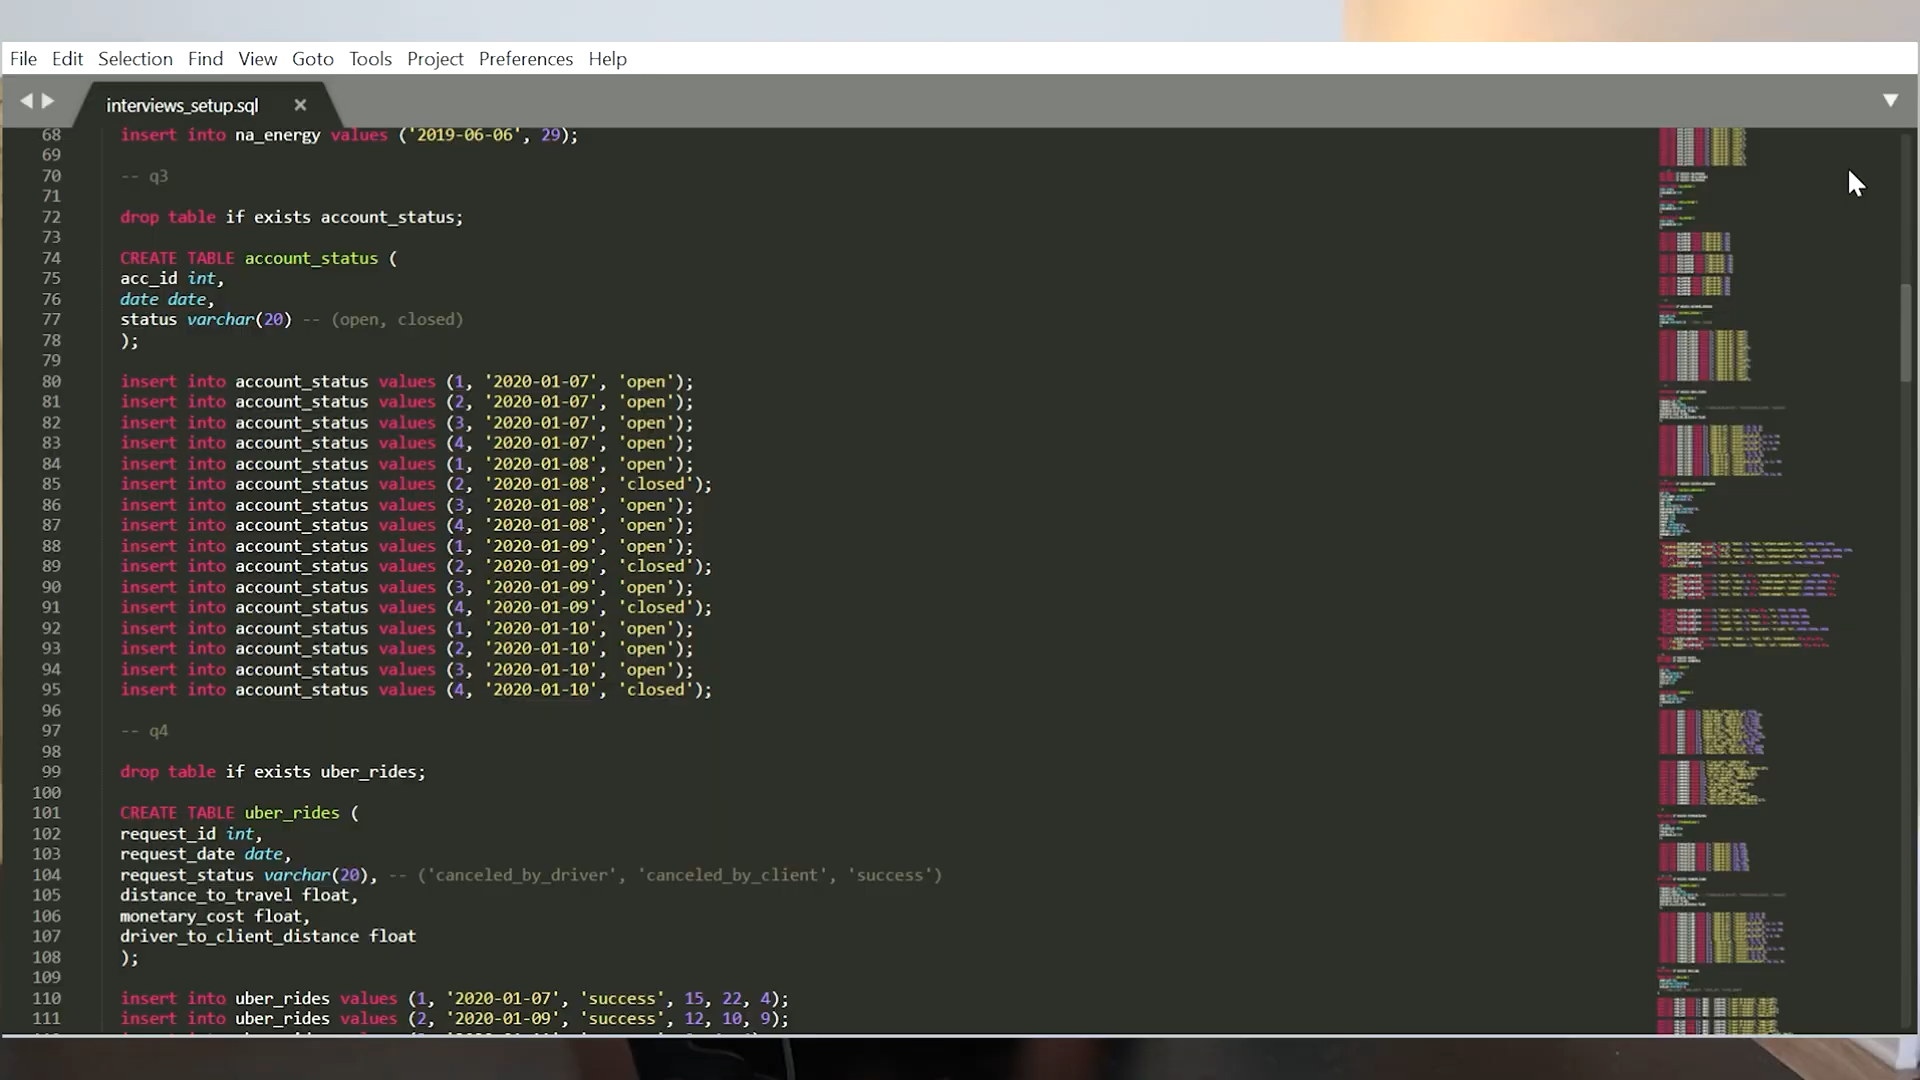 File Edit Selection Find View Goto Tools Project Preferences Help
interviews_setup.sql
68 insert into na_energy values ('2019-06-06', 29);
69
70 -- q3
71
72 drop table if exists account_status;
73
74 CREATE TABLE account_status (
75 acc_id int,
76 date date,
77 status varchar(20) -- (open, closed)
78 );
79
80 insert into account_status values (1, '2020-01-07', 'open');
81 insert into account_status values (2, '2020-01-07', 'open');
82 insert into account_status values (3, '2020-01-07', 'open');
83 insert into account_status values (4, '2020-01-07', 'open');
84 insert into account_status values (1, '2020-01-08', 'open');
85 insert into account_status values (2, '2020-01-08', 'closed');
86 insert into account_status values (3, '2020-01-08', 'open');
87 insert into account_status values (4, '2020-01-08', 'open');
88 insert into account_status values (1, '2020-01-09', 'open');
89 insert into account_status values (2, '2020-01-09', 'closed');
90 insert into account_status values (3, '2020-01-09', 'open');
91 insert into account_status values (4, '2020-01-09', 'closed');
92 insert into account_status values (1, '2020-01-10', 'open');
93 insert into account_status values (2, '2020-01-10', 'open');
94 insert into account_status values (3, '2020-01-10', 'open');
95 insert into account_status values (4, '2020-01-10', 'closed');
96
97 -- q4
98
99 drop table if exists uber_rides;
100
101 CREATE TABLE uber_rides (
102 request_id int,
103 request_date date,
104 request_status varchar(20), -- ('canceled_by_driver', 'canceled_by_client', 'success')
105 distance_to_travel float,
106 monetary_cost float,
107 driver_to_client_distance float
108 );
109
110 insert into uber_rides values (1, '2020-01-07', 'success', 15, 22, 4);
111 insert into uber_rides values (2, '2020-01-09', 'success', 12, 10, 9);